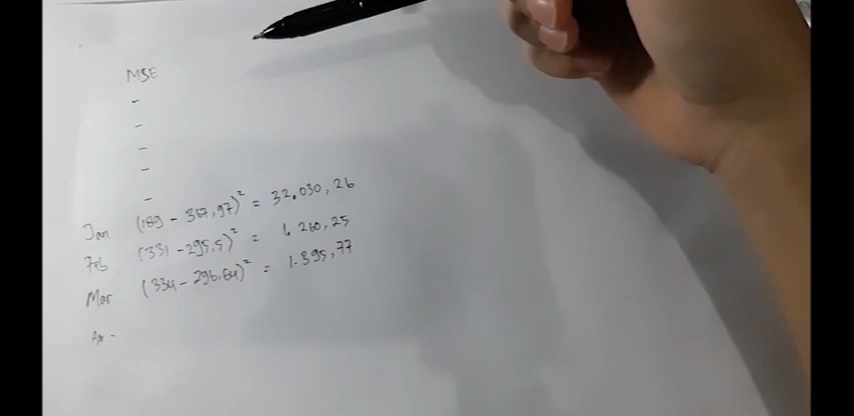 MSE
-
-
-
-
-
Jan (189 - 367,97)² = 32.030,26
Feb (331 - 295,5)² = 1.260,25
Mar (334 - 296,64)² = 1.395,77
Apr -